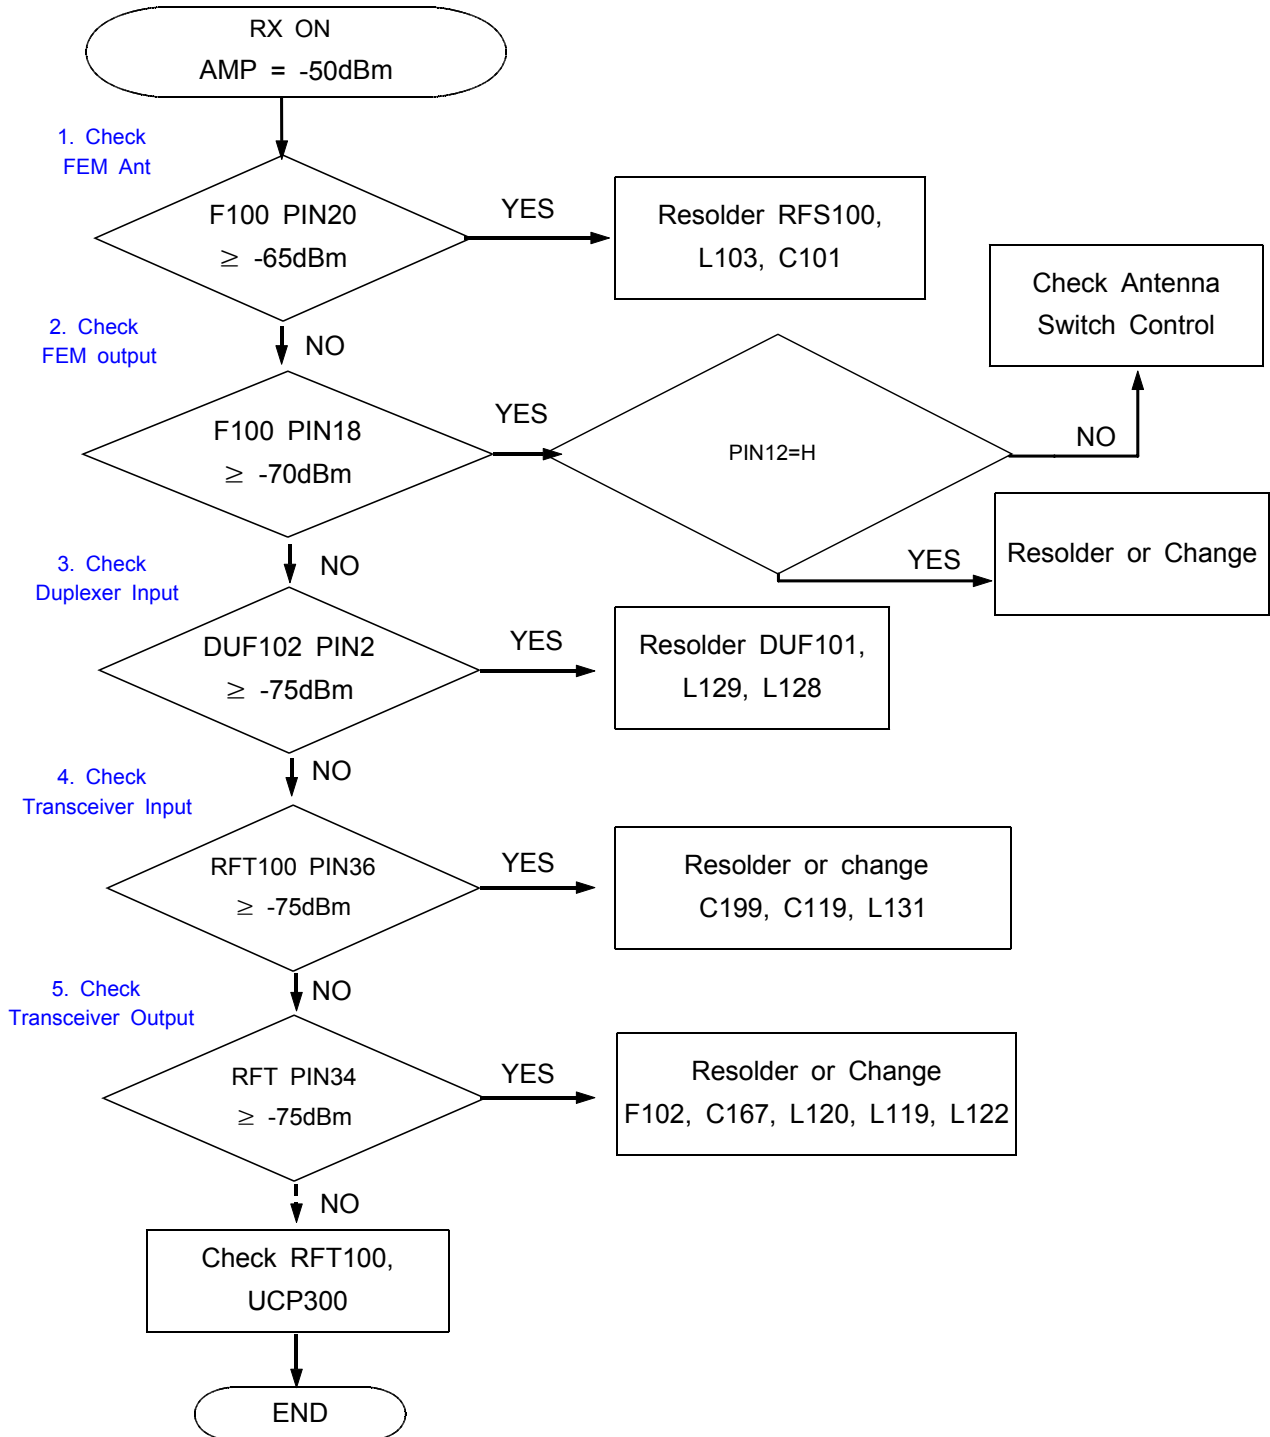 RX ON
AMP = -50dBm
1. Check
FEM Ant
F100 PIN20
≥ -65dBm
YES
Resolder RFS100,
L103, C101
NO
2. Check
FEM output
F100 PIN18
≥ -70dBm
YES
PIN12=H
NO
Check Antenna
Switch Control
YES
Resolder or Change
NO
3. Check
Duplexer Input
DUF102 PIN2
≥ -75dBm
YES
Resolder DUF101,
L129, L128
NO
4. Check
Transceiver Input
RFT100 PIN36
≥ -75dBm
YES
Resolder or change
C199, C119, L131
NO
5. Check
Transceiver Output
RFT PIN34
≥ -75dBm
YES
Resolder or Change
F102, C167, L120, L119, L122
NO
Check RFT100,
UCP300
END